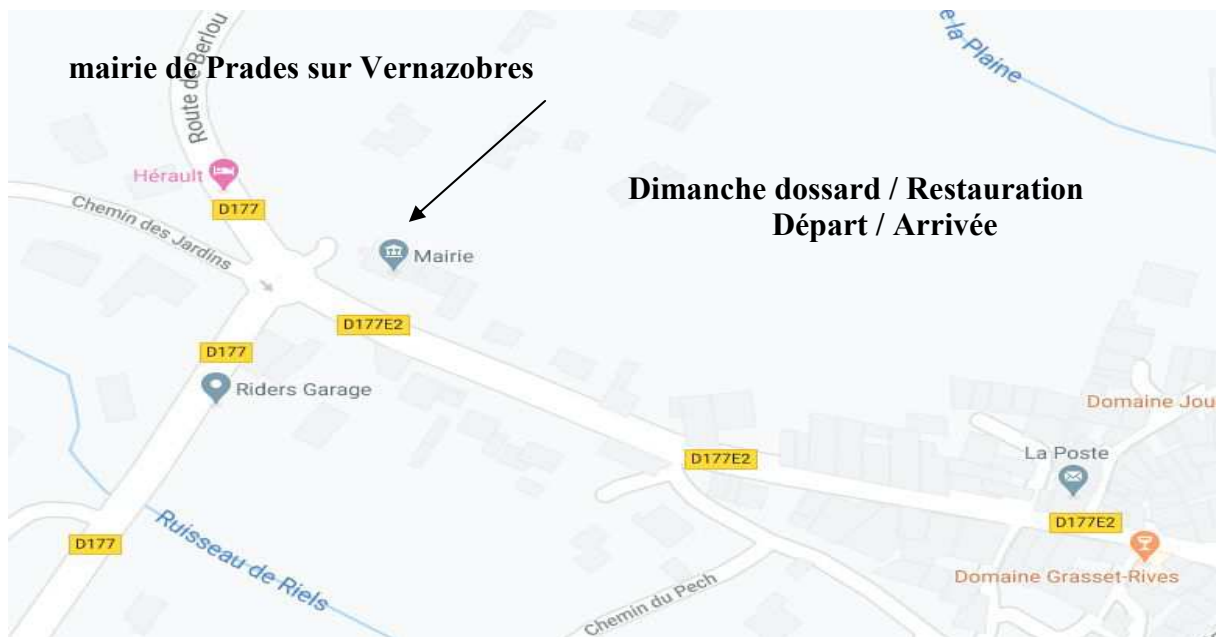 mairie de Prades sur Vernazobres
Route de Berlou
e la Plaine
Hérault
D177
Chemin des Jardins
Dimanche dossard / Restauration
Départ / Arrivée
Mairie
D177E2
D177
Riders Garage
Domaine Jou
D177E2
La Poste
D177E2
D177
Ruisseau de Riels
Domaine Grasset-Rives
Chemin du Pech